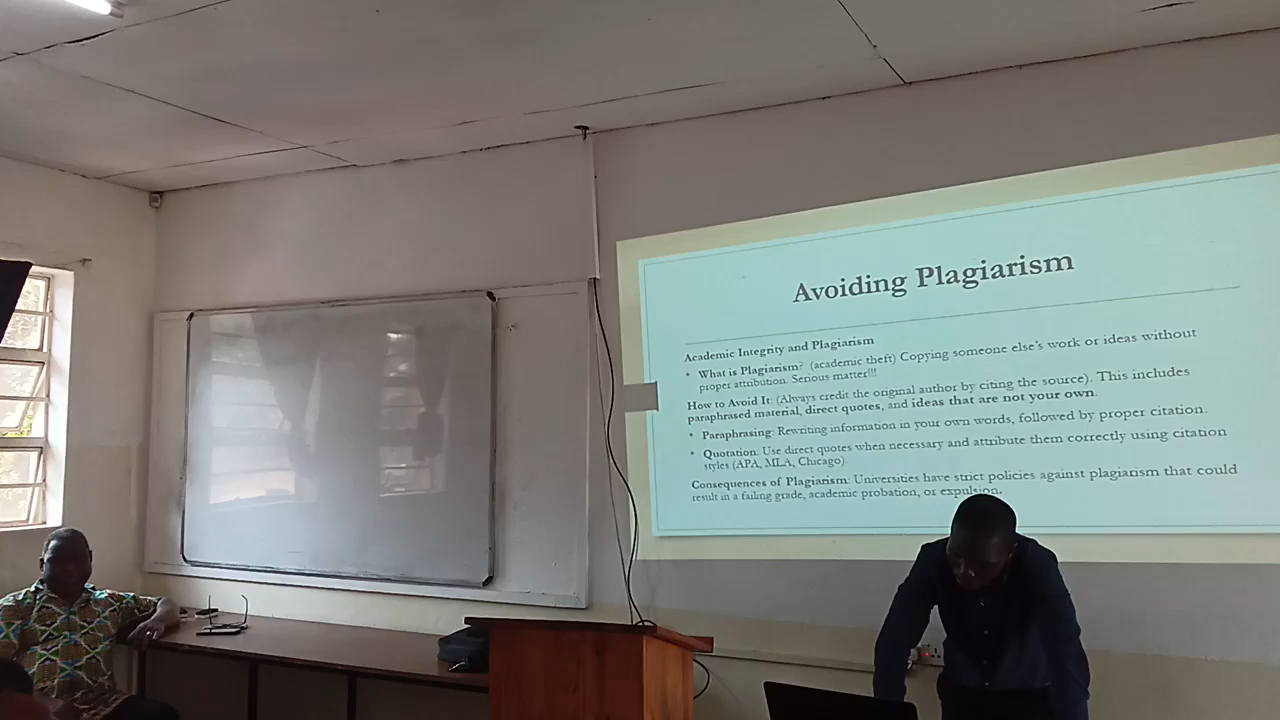 Avoiding Plagiarism
Academic Integrity and Plagiarism
• What is Plagiarism? (academic theft) Copying someone else's work or ideas without
proper attribution. Serious matter!!!
How to Avoid It: (Always credit the original author by citing the source). This includes
paraphrased material, direct quotes, and ideas that are not your own.
• Paraphrasing: Rewriting information in your own words, followed by proper citation.
• Quotation: Use direct quotes when necessary and attribute them correctly using citation
styles (APA, MLA, Chicago).
Consequences of Plagiarism: Universities have strict policies against plagiarism that could
result in a failing grade, academic probation, or expulsion.